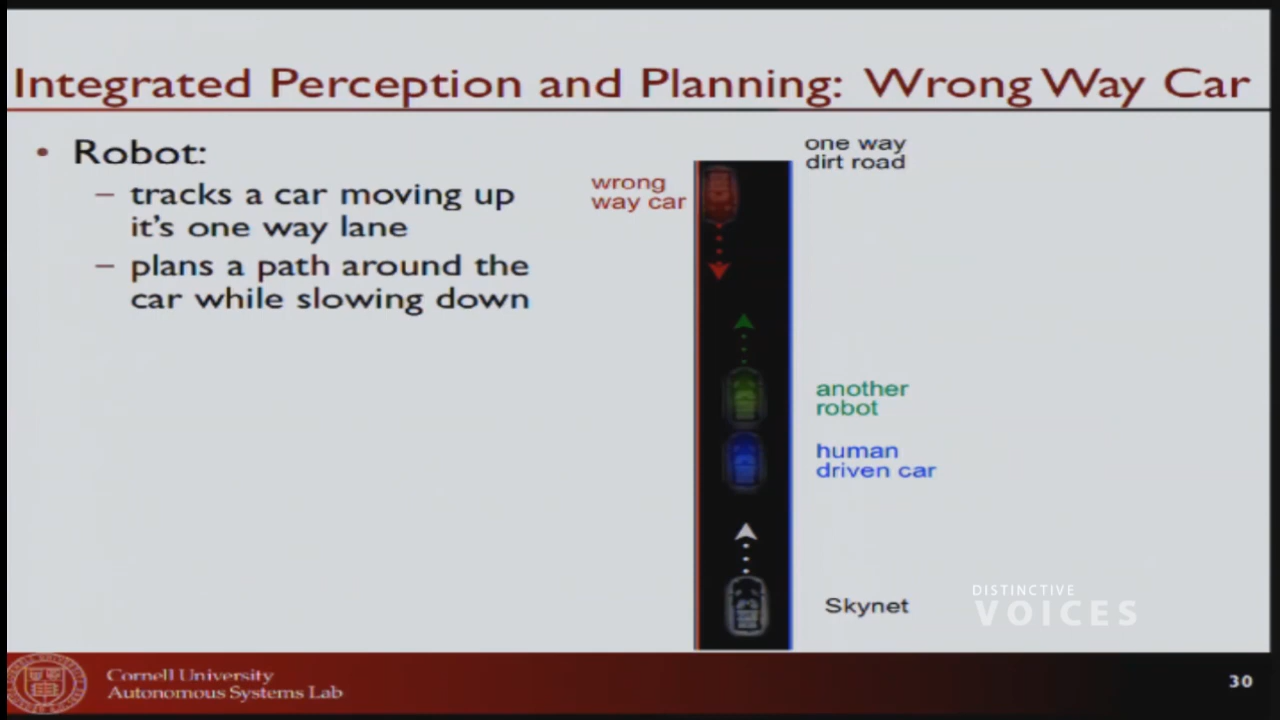 Integrated Perception and Planning: Wrong Way Car
• Robot:
– tracks a car moving up
it's one way lane
– plans a path around the
car while slowing down
one way
dirt road
wrong
way car
another
robot
human
driven car
Skynet
DISTINCTIVE
VOICES
Cornell University
Autonomous Systems Lab
30